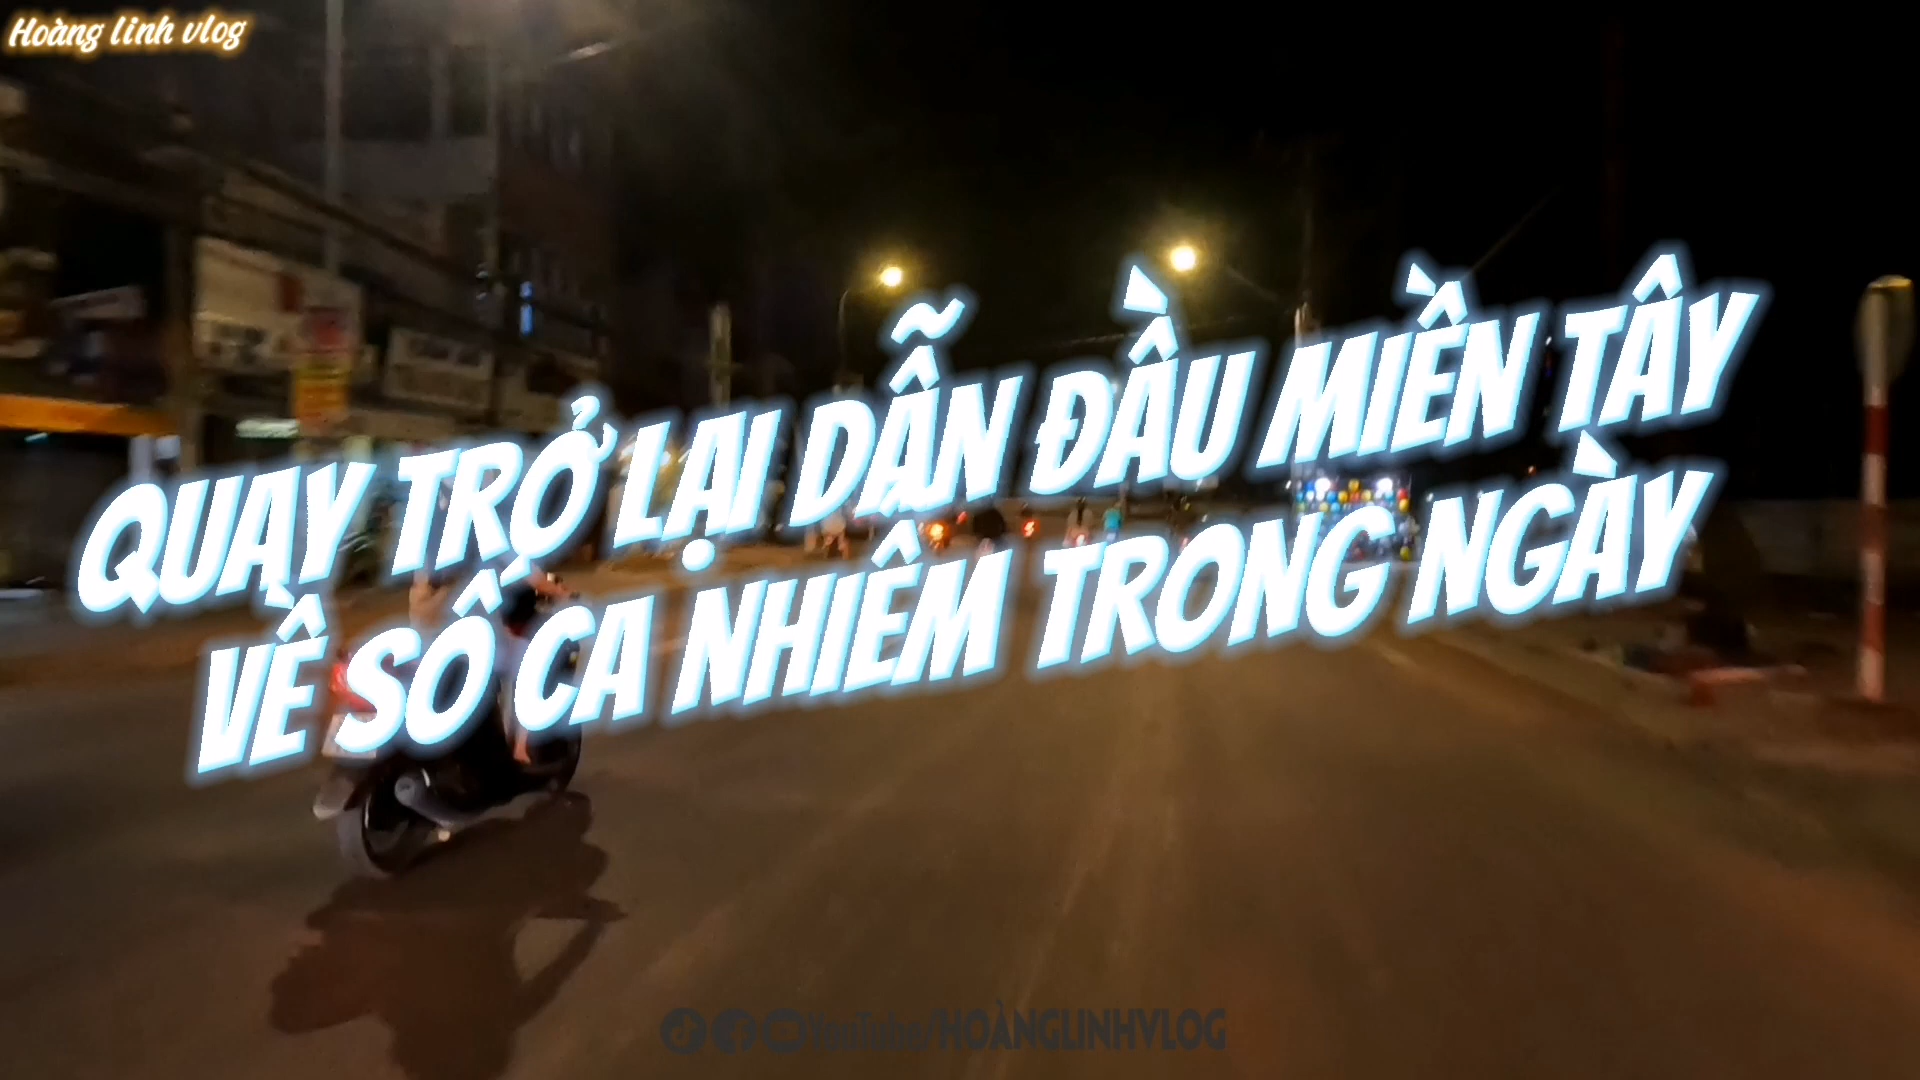 Hoàng linh vlog
QUAY TRỞ LẠI DẪN ĐẦU MIỀN TÂY
VỀ SỐ CA NHIỄM TRONG NGÀY
YouTube/HOÀNGLINHVLOG